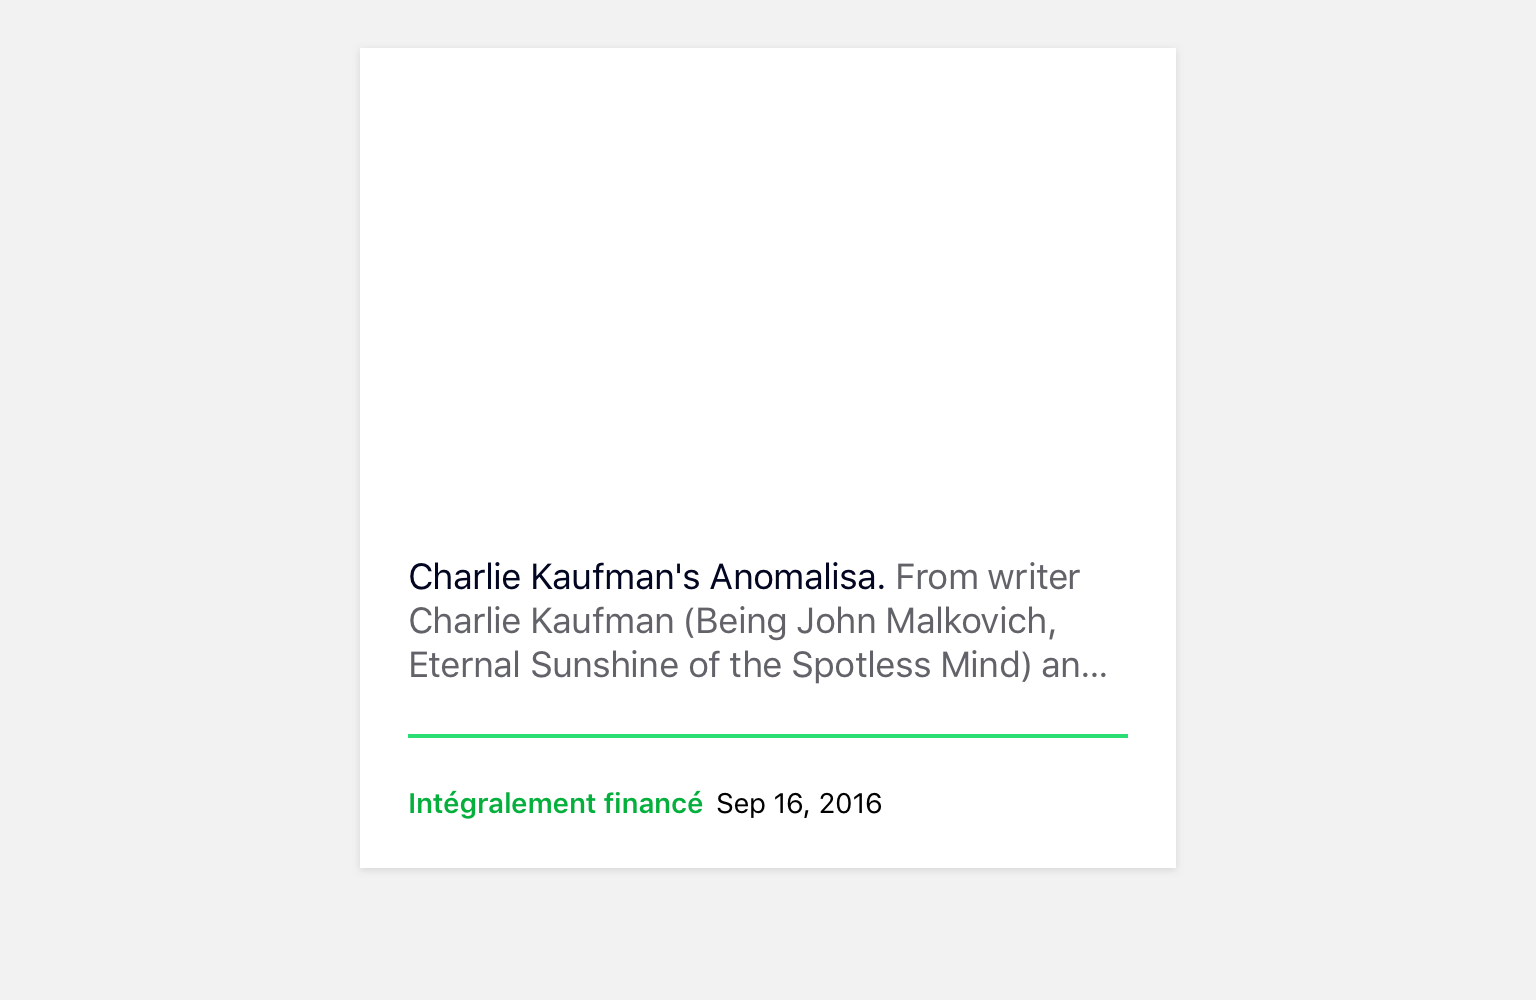 Charlie Kaufman's Anomalisa. From writer
Charlie Kaufman (Being John Malkovich,
Eternal Sunshine of the Spotless Mind) an...
Intégralement financé Sep 16, 2016